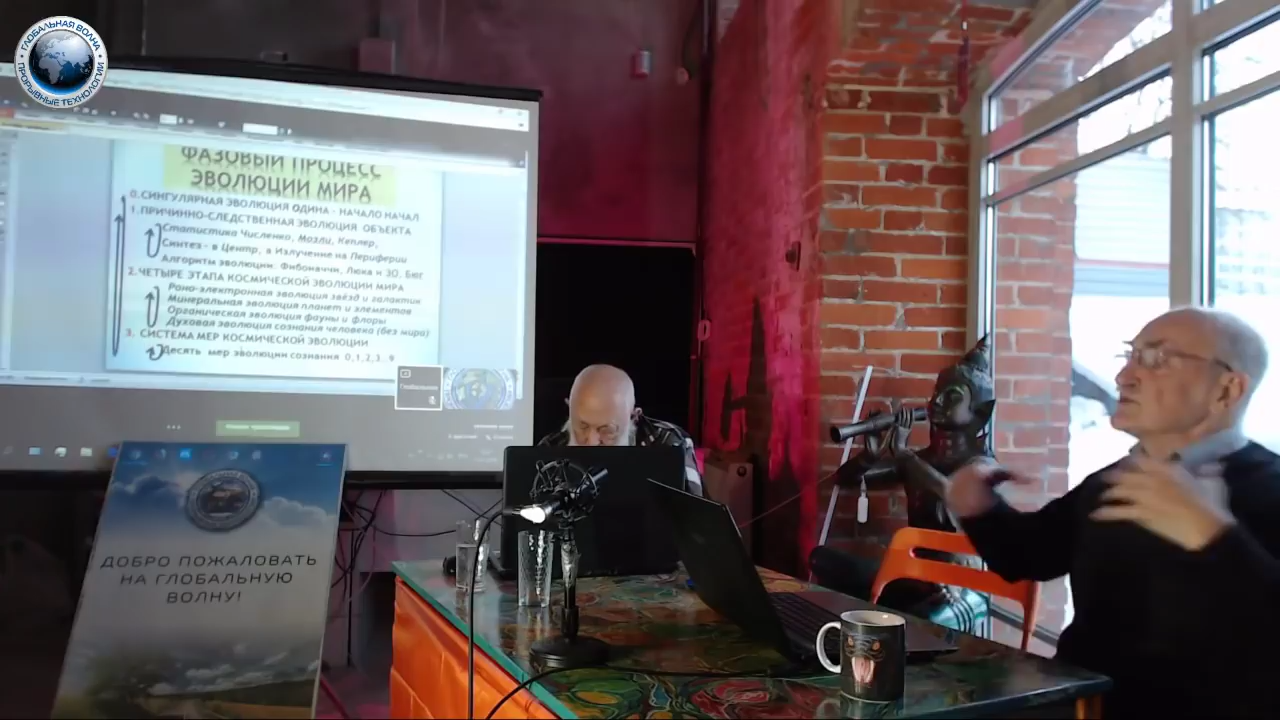 ГЛОБАЛЬНАЯ ВОЛНА
ПРОРЫВНЫЕ ТЕХНОЛОГИИ
ФАЗОВЫЙ ПРОЦЕСС
ЭВОЛЮЦИИ МИРА
0.СИНГУЛЯРНАЯ ЭВОЛЮЦИЯ ОДИНА - НАЧАЛО НАЧАЛ
1.ПРИЧИННО-СЛЕДСТВЕННАЯ ЭВОЛЮЦИЯ ОБЪЕКТА
Статистика Численко, Мозли, Кеплер,
Синтез - в Центр, а Излучение на Периферии
Алгоритм эволюции: Фибоначчи, Люка и ЗО,
2.ЧЕТЫРЕ ЭТАПА КОСМИЧЕСКОЙ ЭВОЛЮЦИИ МИРА
Роно-электронная эволюция звёзд и галактик
Минеральная эволюция планет и элементов
Органическая эволюция фауны и флоры
Духовая эволюция сознания человека (без мира)
3. СИСТЕМА МЕР КОСМИЧЕСКОЙ ЭВОЛЮЦИИ
Десять мер эволюции сознания 0,1,2,3..9
ДОБРО ПОЖАЛОВАТЬ
НА ГЛОБАЛЬНУЮ
ВОЛНУ!